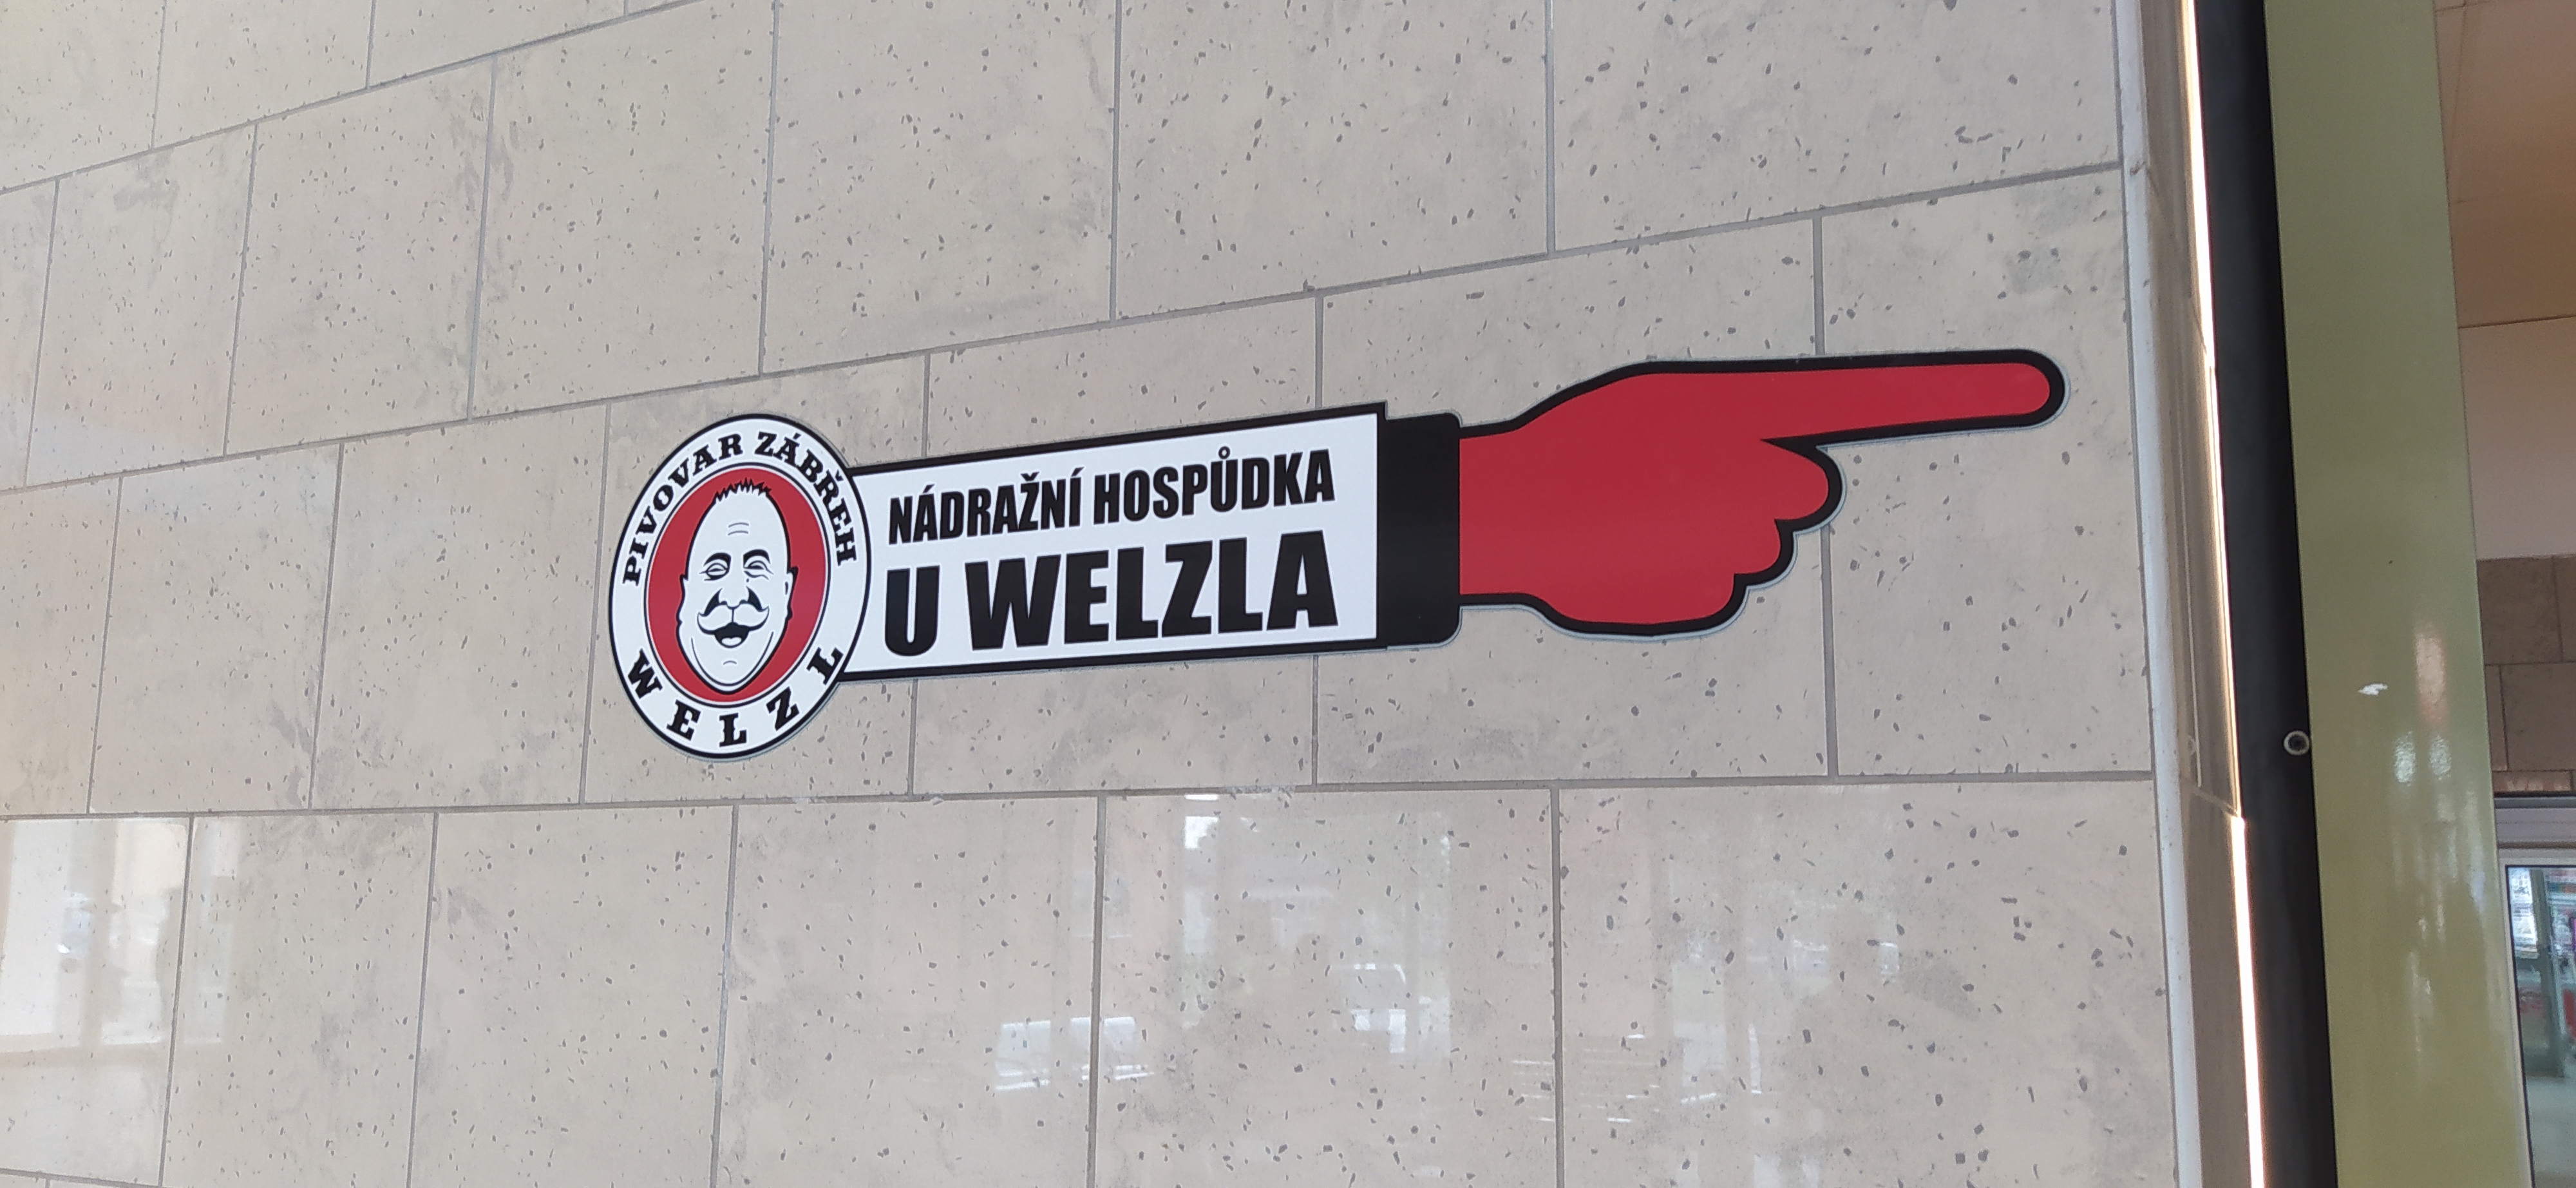 PIVOVAR ZÁBŘEH
WELZL
NÁDRAŽNÍ HOSPŮDKA
U WELZLA